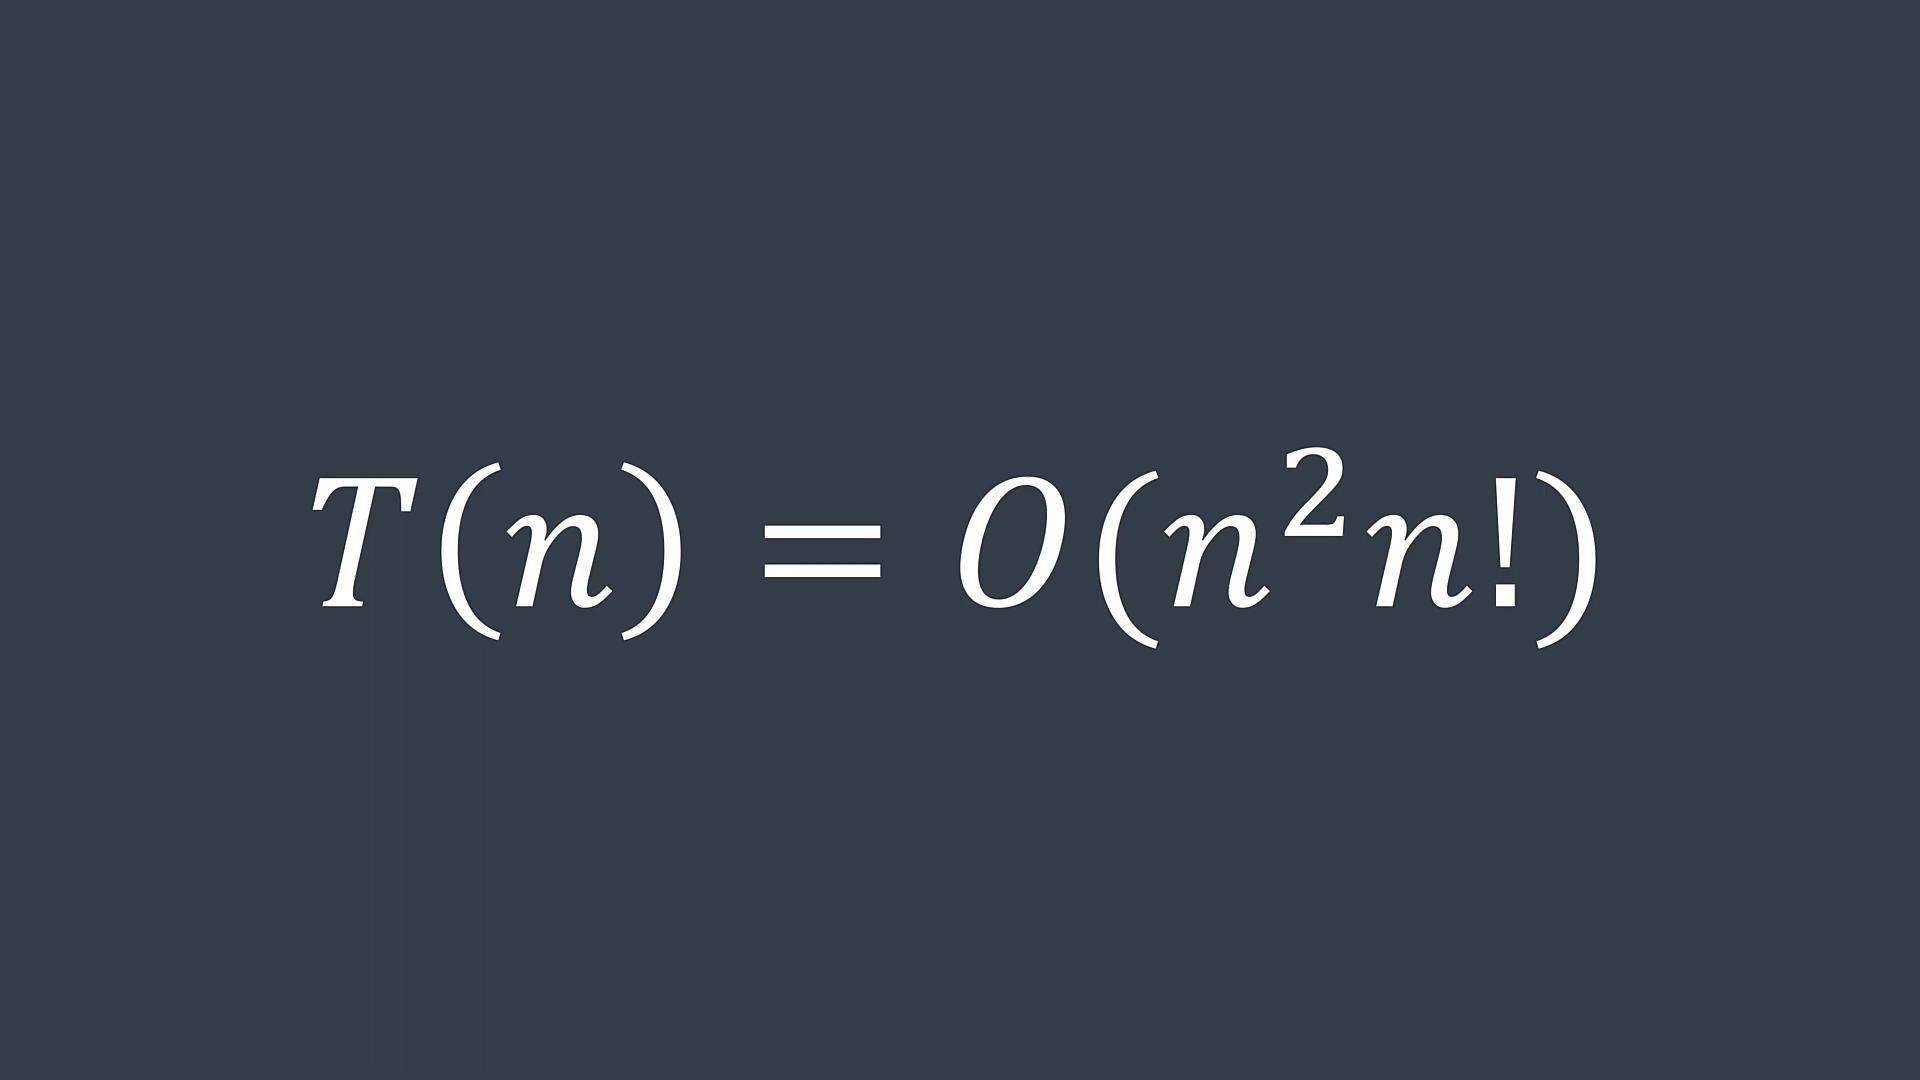 T(n) = O(n²n!)